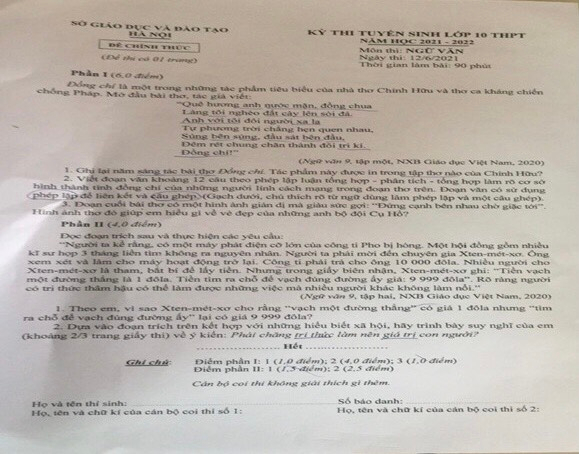 SỞ GIÁO DỤC VÀ ĐÀO TẠO
HÀ NỘI
ĐỀ CHÍNH THỨC
(Đề thi có 01 trang)
KỲ THI TUYỂN SINH LỚP 10 THPT
NĂM HỌC 2021 - 2022
Môn thi: NGỮ VĂN
Ngày thi: 12/6/2021
Thời gian làm bài: 90 phút
Phần I (6,0 điểm)
Đồng chí là một trong những tác phẩm tiêu biểu của nhà thơ Chính Hữu và thơ ca kháng chiến
chống Pháp. Mở đầu bài thơ, tác giả viết:
"Quê hương anh nước mặn, đồng chua
Làng tôi nghèo đất cày lên sỏi đá.
Anh với tôi đôi người xa lạ
Tự phương trời chẳng hẹn quen nhau,
Súng bên súng, đầu sát bên đầu,
Đêm rét chung chăn thành đôi tri kỉ.
Đồng chí!"
(Ngữ văn 9, tập một, NXB Giáo dục Việt Nam, 2020)
1. Ghi lại năm sáng tác bài thơ Đồng chí. Tác phẩm này được in trong tập thơ nào của Chính Hữu?
2. Viết đoạn văn khoảng 12 câu theo phép lập luận tổng hợp - phân tích - tổng hợp làm rõ cơ sở
hình thành tình đồng chí của những người lính cách mạng trong đoạn thơ trên. Đoạn văn có sử dụng
phép lặp để liên kết và câu ghép (Gạch dưới, chú thích rõ từ ngữ dùng làm phép lặp và một câu ghép).
3. Đoạn cuối bài thơ có một hình ảnh giản dị mà giàu sức gợi: "Đứng cạnh bên nhau chờ giặc tới".
Hình ảnh thơ đó giúp em hiểu gì về vẻ đẹp của những anh bộ đội Cụ Hồ?
Phần II (4,0 điểm)
Đọc đoạn trích sau và thực hiện các yêu cầu:
"Người ta kể rằng, có một máy phát điện cỡ lớn của công ti Pho bị hỏng. Một hội đồng gồm nhiều
kĩ sư họp 3 tháng liền tìm không ra nguyên nhân. Người ta phải mời đến chuyên gia Xten-mét-xơ. Ông
xem xét và làm cho máy hoạt động trở lại. Công ti phải trả cho ông 10 000 đôla. Nhiều người cho
Xten-mét-xơ là tham, bắt bí để lấy tiền. Nhưng trong giấy biên nhận, Xten-mét-xơ ghi: "Tiền vạch
một đường thẳng là 1 đôla. Tiền tìm ra chỗ để vạch đúng đường ấy giá: 9 999 đôla". Rõ ràng người
có tri thức thâm hậu có thể làm được những việc mà nhiều người khác không làm nổi."
(Ngữ văn 9, tập hai, NXB Giáo dục Việt Nam, 2020)
1. Theo em, vì sao Xten-mét-xơ cho rằng "vạch một đường thẳng" có giá 1 đôla nhưng "tìm
ra chỗ để vạch đúng đường ấy" lại có giá 9 999 đôla?
2. Dựa vào đoạn trích trên kết hợp với những hiểu biết xã hội, hãy trình bày suy nghĩ của em
(khoảng 2/3 trang giấy thi) về ý kiến: Phải chăng tri thức làm nên giá trị con người?
Hết
Ghi chú: Điểm phần I: 1 (1,0 điểm); 2 (4,0 điểm); 3 (1,0 điểm)
Điểm phần II: 1 (1,5 điểm); 2 (2,5 điểm)
Cán bộ coi thi không giải thích gì thêm.
Họ và tên thí sinh: Số báo danh:
Họ, tên và chữ kí của cán bộ coi thi số 1: Họ, tên và chữ kí của cán bộ coi thi số 2: